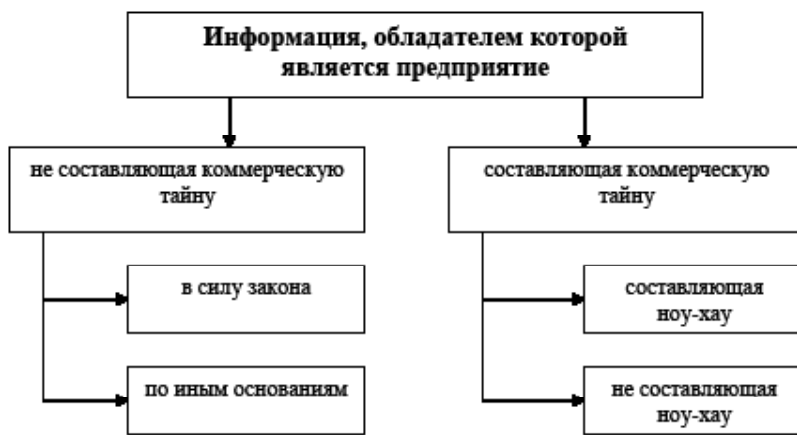 Информация, обладателем которой
является предприятие
не составляющая коммерческую
тайну
составляющая коммерческую
тайну
в силу закона
составляющая
ноу-хау
по иным основаниям
не составляющая
ноу-хау